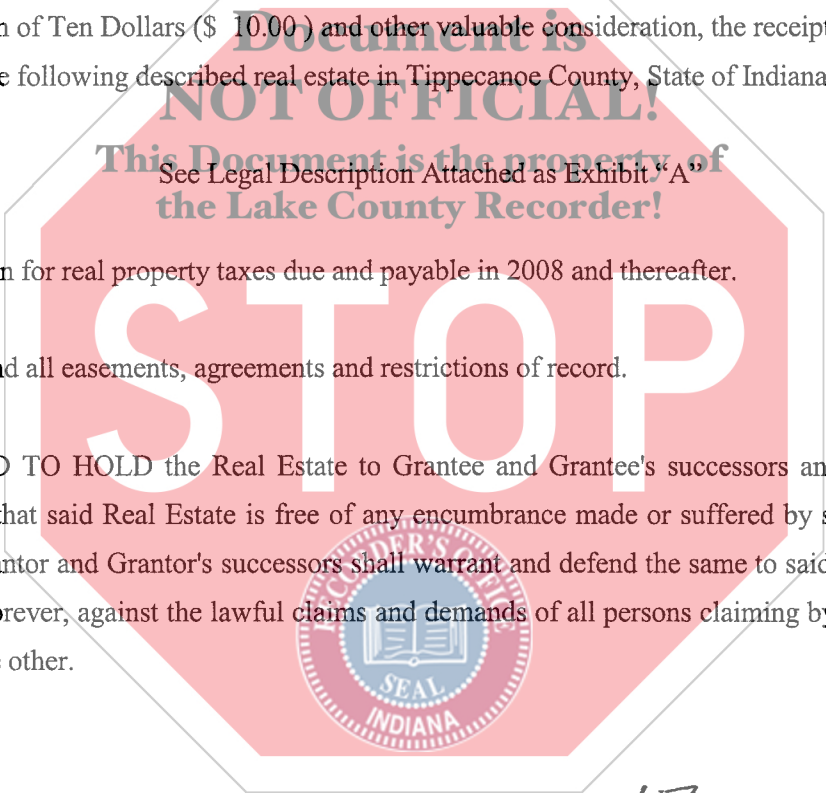 n of Ten Dollars ($ 10.00 ) and other valuable consideration, the receipt
Document is
e following described real estate in Tippecanoe County, State of Indiana
NOT OFFICIAL!
This Document is the property of
See Legal Description Attached as Exhibit "A"
the Lake County Recorder!
n for real property taxes due and payable in 2008 and thereafter.
STOP
nd all easements, agreements and restrictions of record.
D TO HOLD the Real Estate to Grantee and Grantee's successors an
that said Real Estate is free of any encumbrance made or suffered by s
antor and Grantor's successors shall warrant and defend the same to said
orever, against the lawful claims and demands of all persons claiming by
e other.
RECORDER'S OFFICE
SEAL
INDIANA